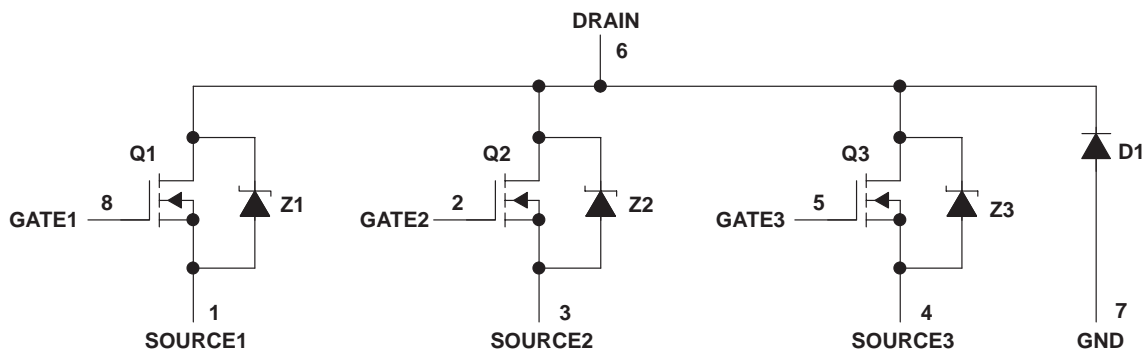 DRAIN
6
Q1
Q2
Q3
D1
8
Z1
2
Z2
5
Z3
GATE1
GATE2
GATE3
1
3
4
7
SOURCE1
SOURCE2
SOURCE3
GND